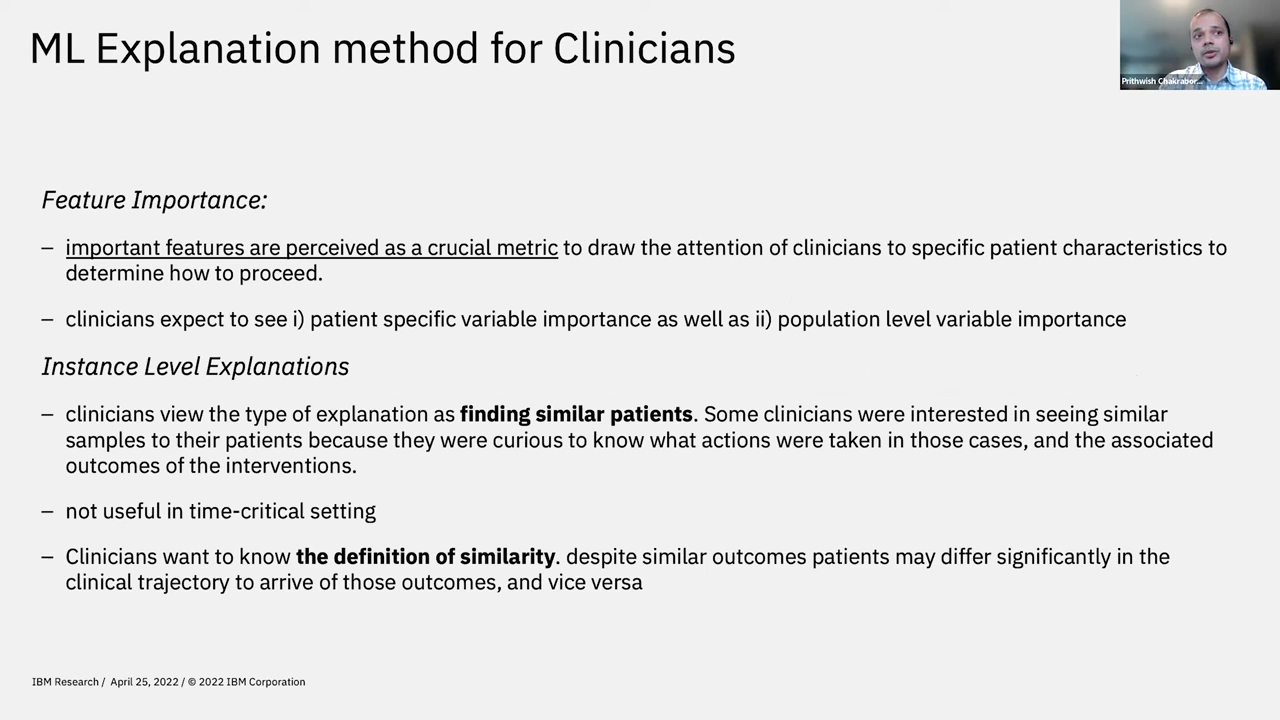 ML Explanation method for Clinicians
Prithwish Chakrabor...
Feature Importance:
– important features are perceived as a crucial metric to draw the attention of clinicians to specific patient characteristics to
determine how to proceed.
– clinicians expect to see i) patient specific variable importance as well as ii) population level variable importance
Instance Level Explanations
– clinicians view the type of explanation as finding similar patients. Some clinicians were interested in seeing similar
samples to their patients because they were curious to know what actions were taken in those cases, and the associated
outcomes of the interventions.
– not useful in time-critical setting
– Clinicians want to know the definition of similarity. despite similar outcomes patients may differ significantly in the
clinical trajectory to arrive of those outcomes, and vice versa
IBM Research / April 25, 2022 / © 2022 IBM Corporation